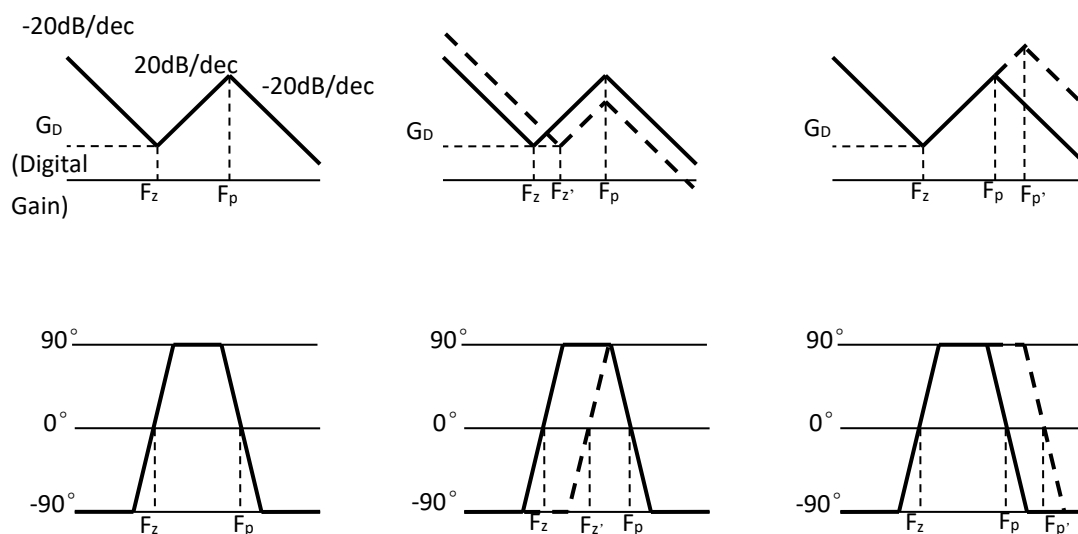 -20dB/dec
20dB/dec
-20dB/dec
GD
(Digital
Gain)
Fz
Fp
GD
Fz
Fz'
Fp
GD
Fz
Fp
Fp'
90°
0°
-90°
Fz
Fp
90°
0°
-90°
Fz
Fz'
Fp
90°
0°
-90°
Fz
Fp
Fp'